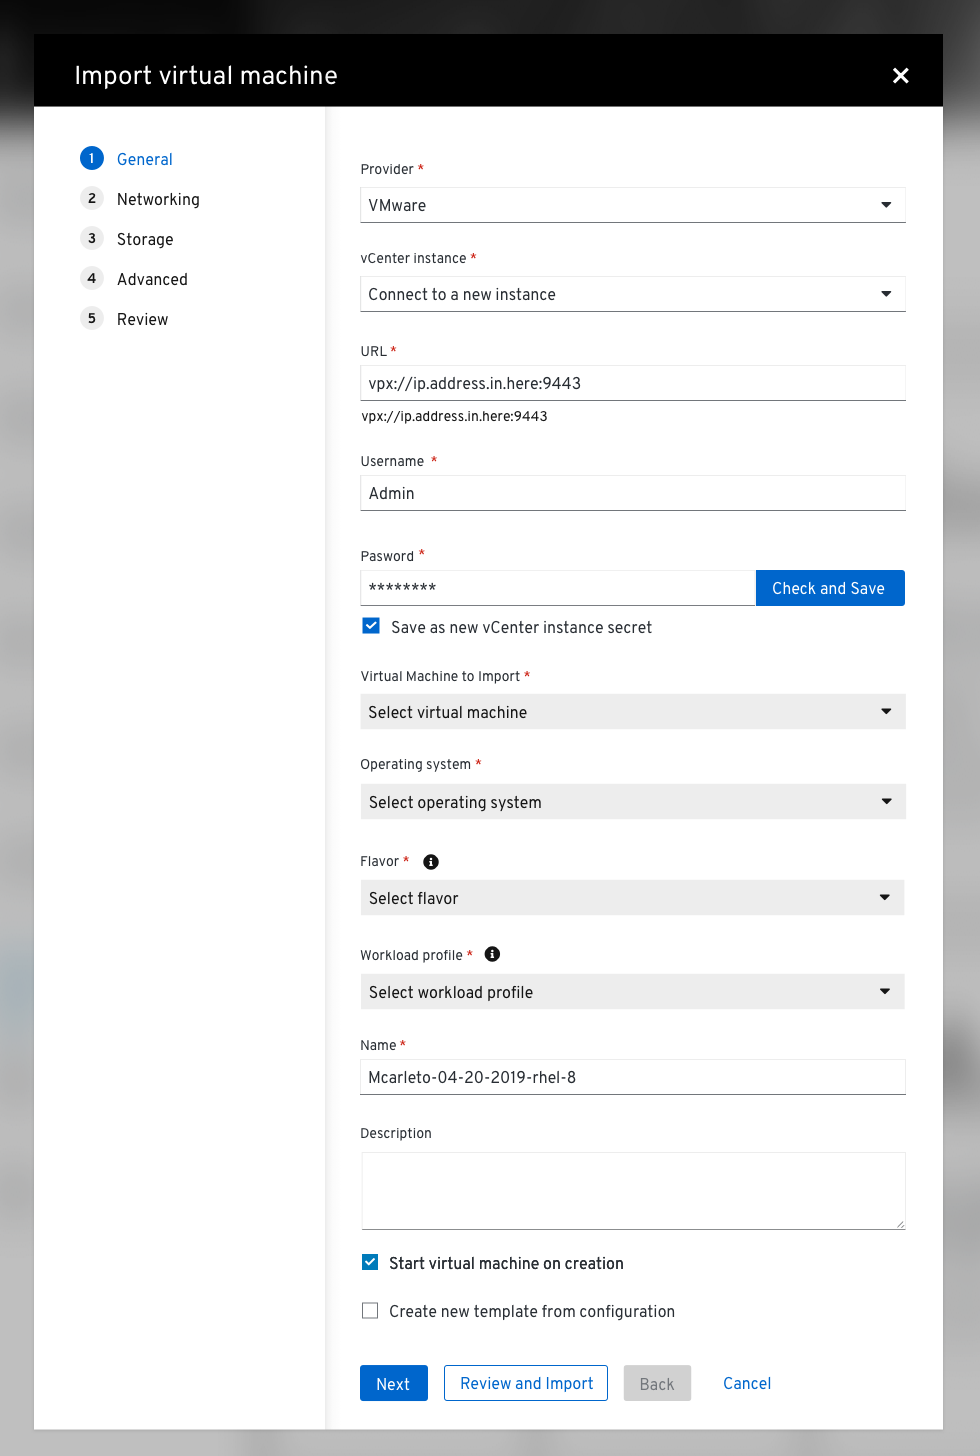 Import virtual machine
1 General
2 Networking
3 Storage
4 Advanced
5 Review
Provider *
VMware
vCenter instance *
Connect to a new instance
URL *
vpx://ip.address.in.here:9443
vpx://ip.address.in.here:9443
Username *
Admin
Pasword *
********
Check and Save
Save as new vCenter instance secret
Virtual Machine to Import *
Select virtual machine
Operating system *
Select operating system
Flavor *
Select flavor
Workload profile *
Select workload profile
Name *
Mcarleto-04-20-2019-rhel-8
Description
Start virtual machine on creation
Create new template from configuration
Next Review and Import Back Cancel